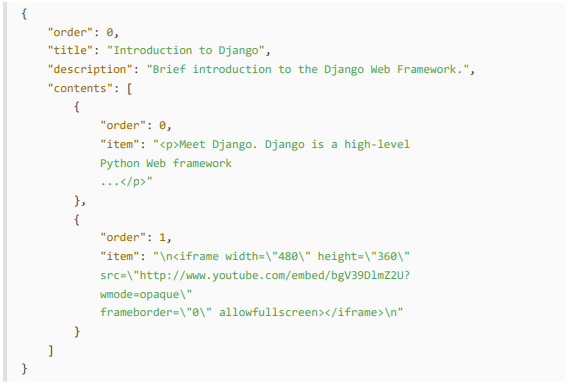 {
    "order": 0,
    "title": "Introduction to Django",
    "description": "Brief introduction to the Django Web Framework.",
    "contents": [
        {
            "order": 0,
            "item": "<p>Meet Django. Django is a high-level
            Python Web framework
            ...</p>"
        },
        {
            "order": 1,
            "item": "\n<iframe width=\"480\" height=\"360\"
            src=\"http://www.youtube.com/embed/bgV39DlmZ2U?
            wmode=opaque\"
            frameborder=\"0\" allowfullscreen></iframe>\n"
        }
    ]
}